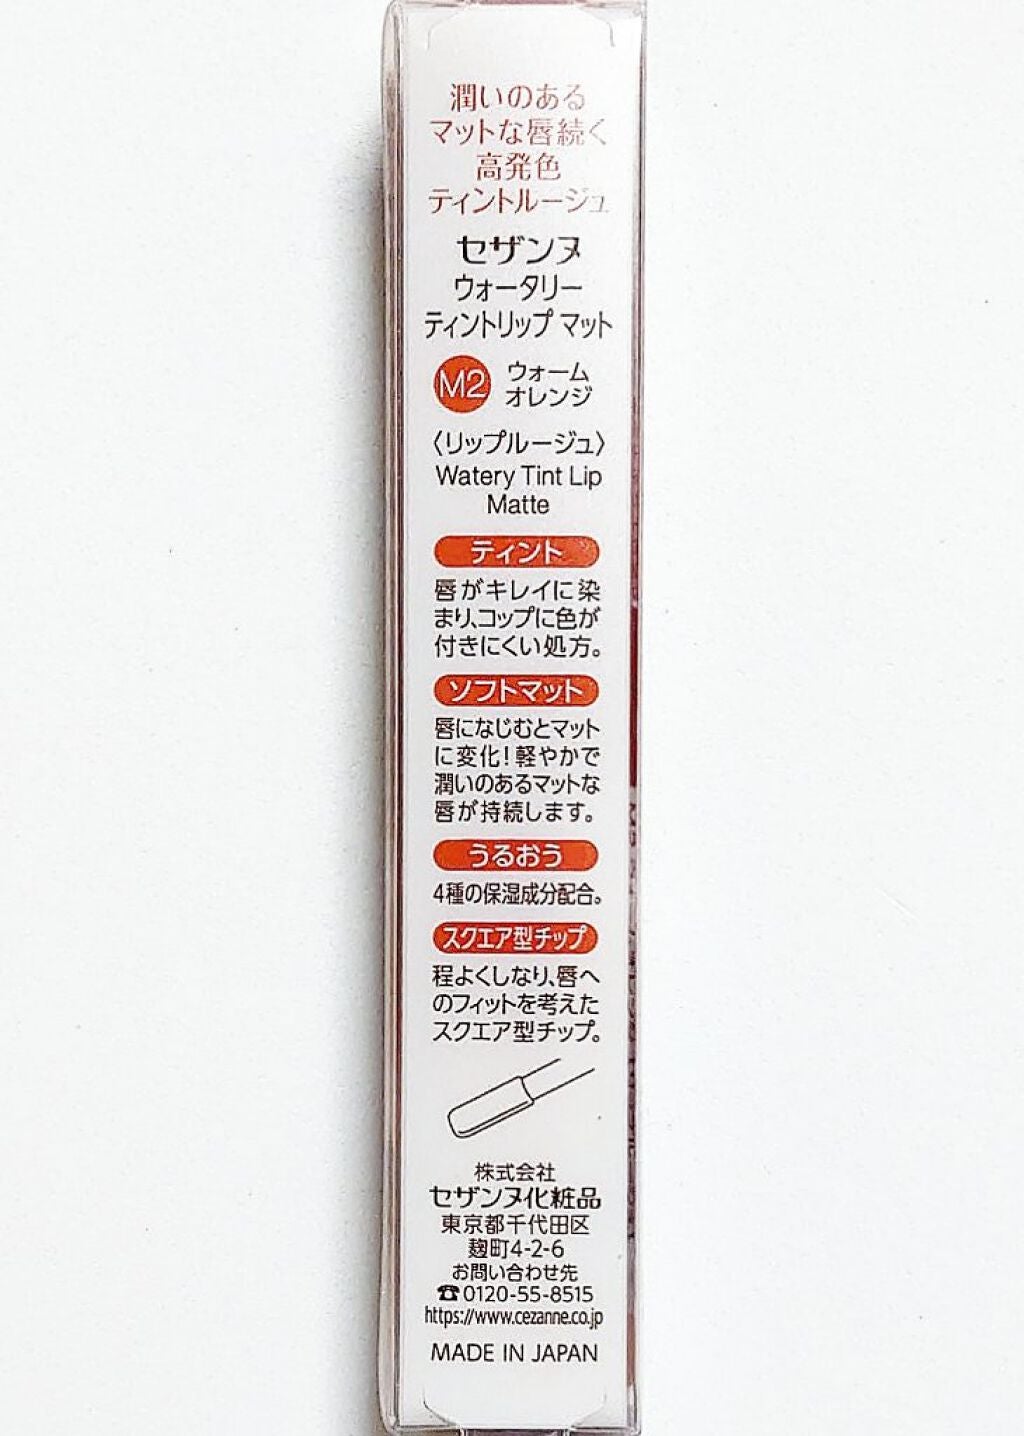 潤いのある
マットな唇続く
高発色
ティントルージュ
セザンヌ
ウォータリー
ティントリップ マット
M2 ウォーム
オレンジ
〈リップルージュ〉
Watery Tint Lip
Matte
ティント
唇がキレイに染
まり、コップに色が
付きにくい処方。
ソフトマット
唇になじむとマット
に変化!軽やかで
潤いのあるマットな
唇が持続します。
うるおう
4種の保湿成分配合。
スクエア型チップ
程よくしなり、唇へ
のフィットを考えた
スクエア型チップ。
株式会社
セザンヌ化粧品
東京都千代田区
麹町4-2-6
お問い合わせ先
☎0120-55-8515
https://www.cezanne.co.jp
MADE IN JAPAN